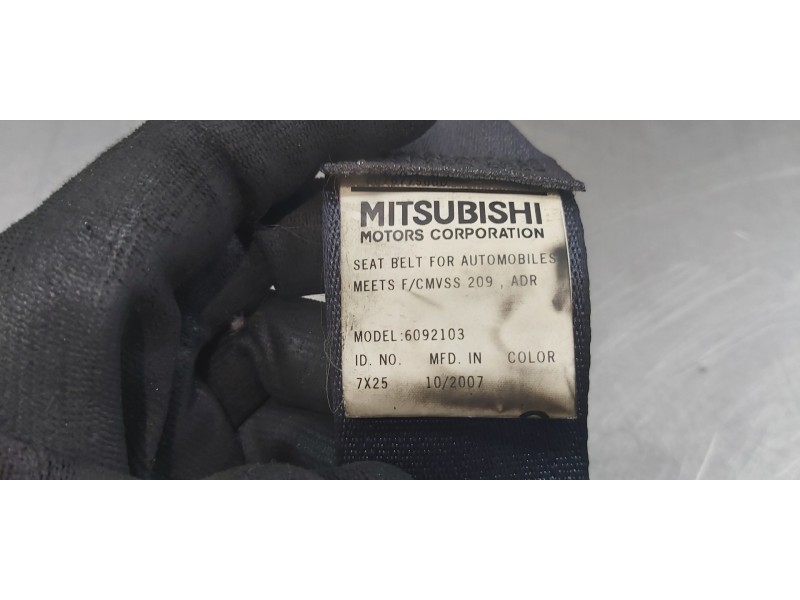 MITSUBISHI
MOTORS CORPORATION
SEAT BELT FOR AUTOMOBILES
MEETS F/CMVSS 209 , ADR
MODEL:6092103
ID. NO. MFD. IN COLOR
7X25 10/2007